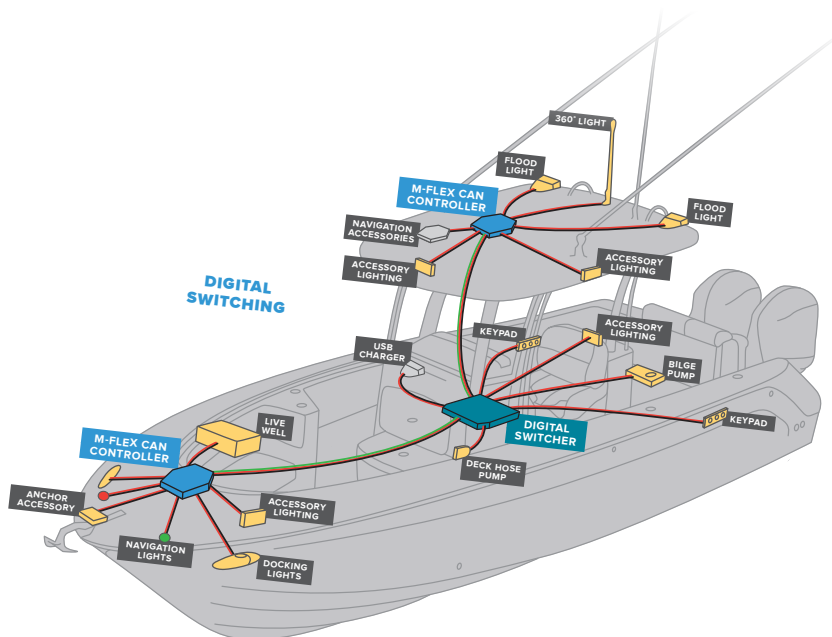 360° LIGHT
FLOOD
LIGHT
M-FLEX CAN
CONTROLLER
FLOOD
LIGHT
NAVIGATION
ACCESSORIES
ACCESSORY
LIGHTING
ACCESSORY
LIGHTING
DIGITAL
SWITCHING
KEYPAD
ACCESSORY
LIGHTING
USB
CHARGER
BILGE
PUMP
LIVE
WELL
KEYPAD
DIGITAL
SWITCHER
M-FLEX CAN
CONTROLLER
DECK HOSE
PUMP
ANCHOR
ACCESSORY
ACCESSORY
LIGHTING
NAVIGATION
LIGHTS
DOCKING
LIGHTS